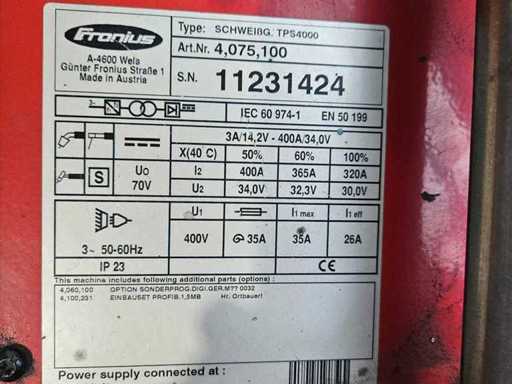 Fronius
A-4600 Wels
Günter Fronius Straße 1
Made in Austria
Type: SCHWEIßG. TPS4000
Art.Nr. 4,075,100
S.N. 11231424
3~ IEC 60 974-1 EN 50 199
3A/14,2V - 400A/34,0V
X(40°C) 50% 60% 100%
S U0 70V
I2 400A 365A 320A
U2 34,0V 32,3V 30,0V
U1 I1 max I1 eff
3~ 50-60Hz
400V 35A 35A 26A
IP 23 CE
This machine includes following additional parts (options) :
4,060,100 OPTION SONDERPROG.DIGI.GER.M77 0032
4,100,231 EINBAUSET PROFIB.1,5MB Hr. Ortbauer!
Power supply connected at :